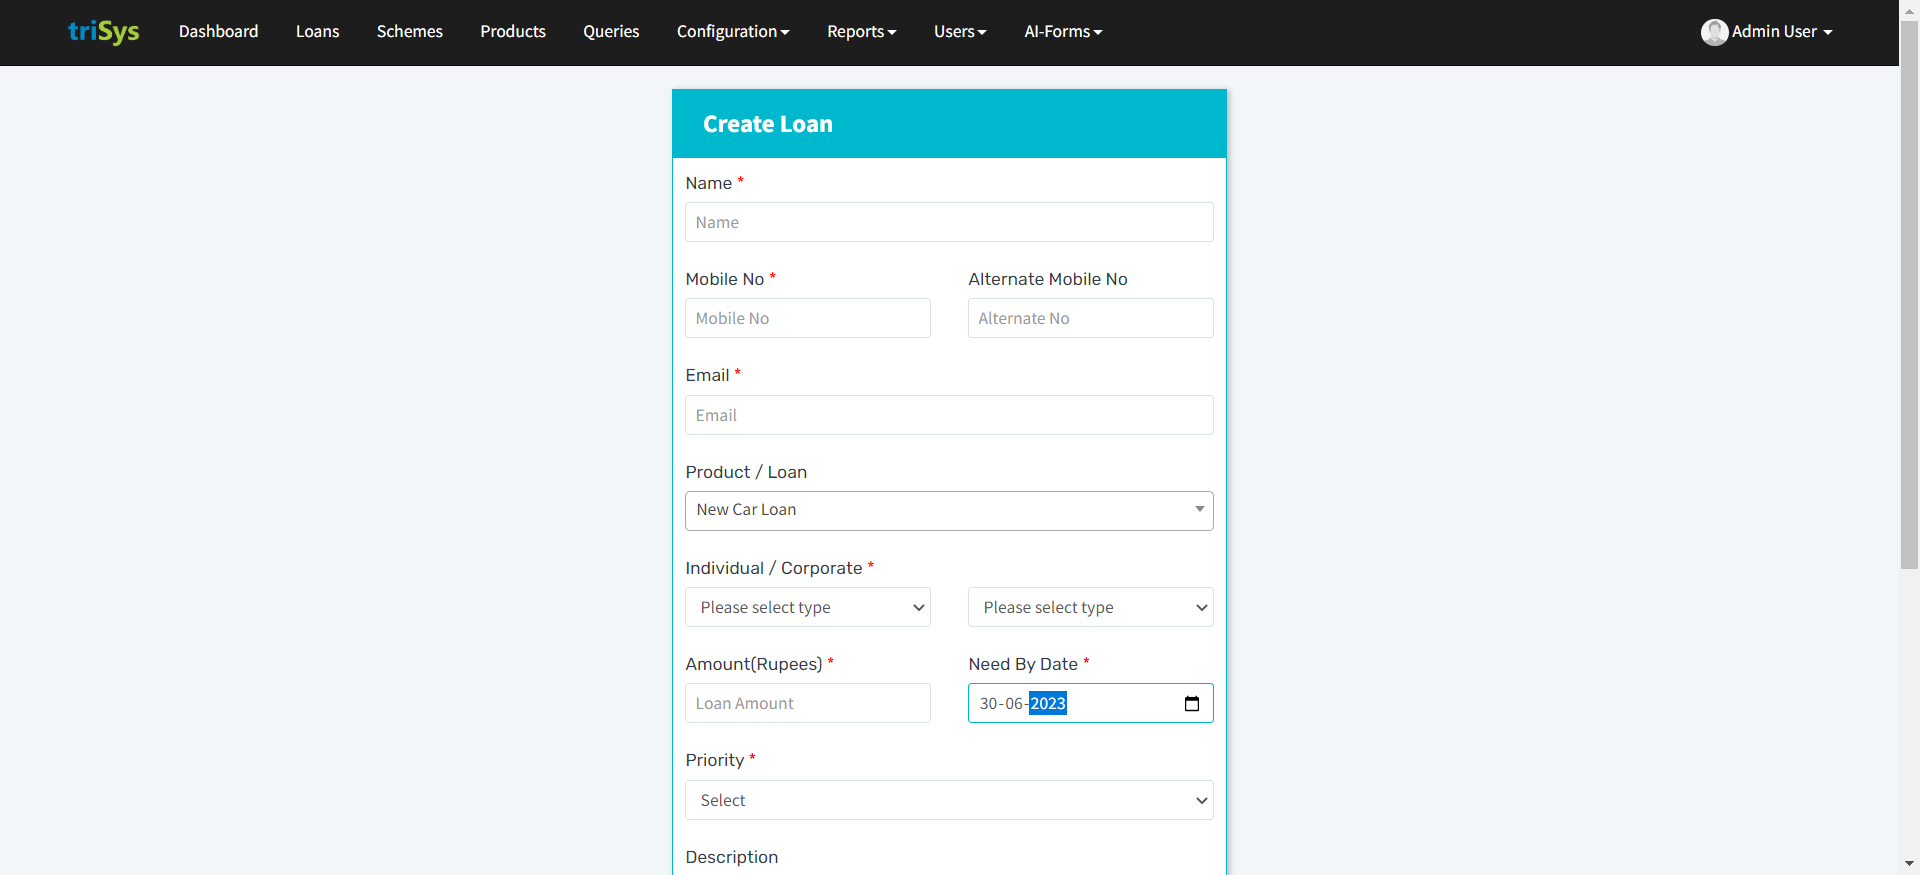 triSys Dashboard Loans Schemes Products Queries Configuration Reports Users AI-Forms Admin User
Create Loan
Name *
Name
Mobile No * Alternate Mobile No
Mobile No Alternate No
Email *
Email
Product / Loan
New Car Loan
Individual / Corporate *
Please select type Please select type
Amount(Rupees) * Need By Date *
Loan Amount 30-06-2023
Priority *
Select
Description